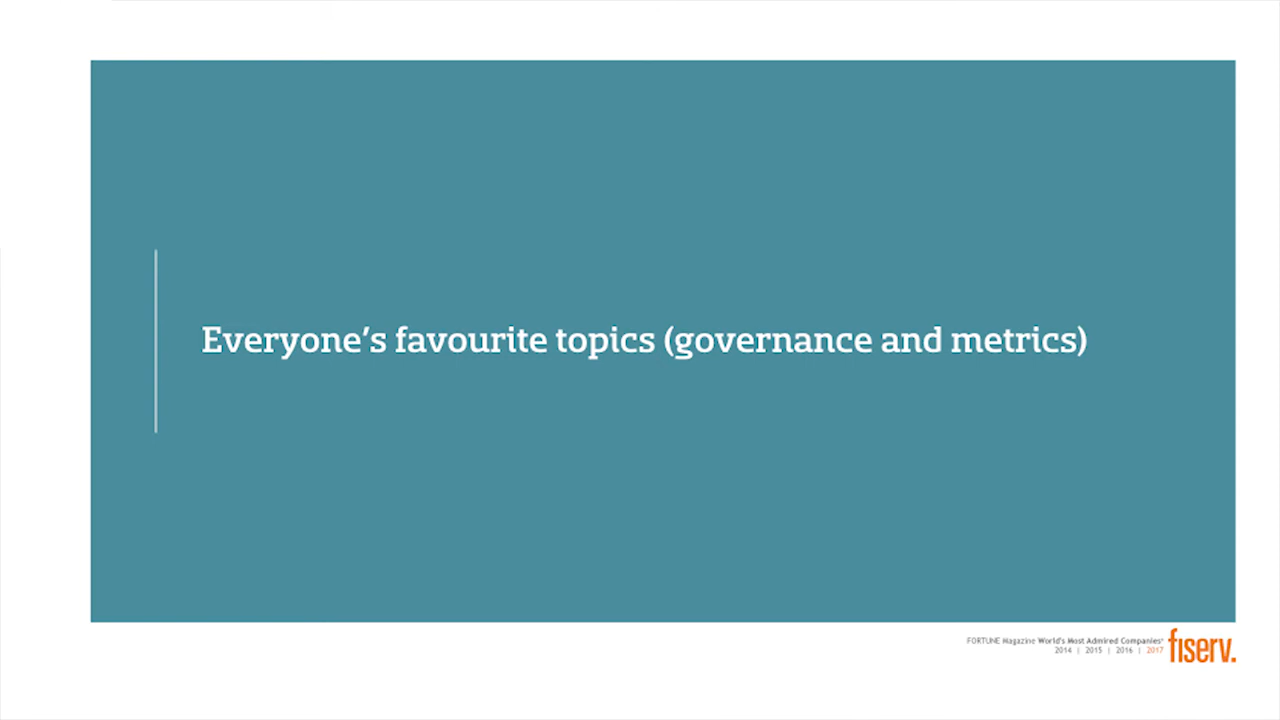 Everyone’s favourite topics (governance and metrics)
FORTUNE Magazine World's Most Admired Companies®
2014 | 2015 | 2016 | 2017
fiserv.